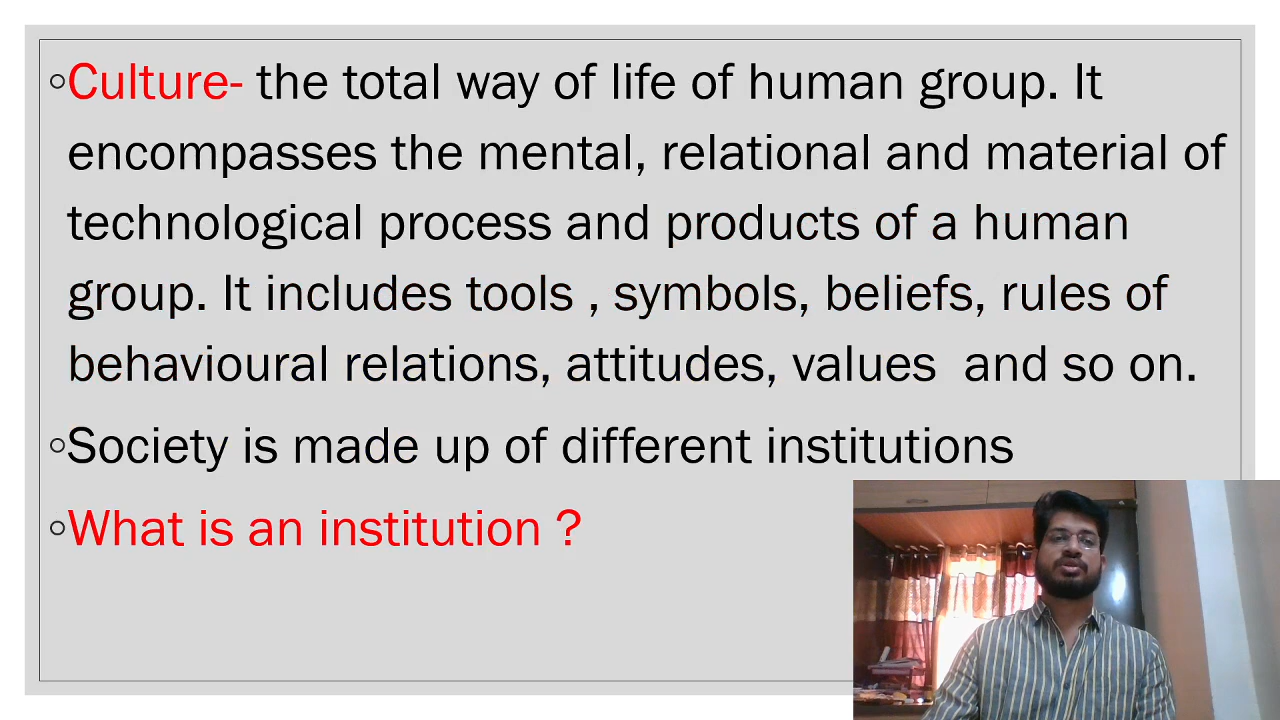 ◦Culture- the total way of life of human group. It
encompasses the mental, relational and material of
technological process and products of a human
group. It includes tools , symbols, beliefs, rules of
behavioural relations, attitudes, values  and so on.
◦Society is made up of different institutions
◦What is an institution ?